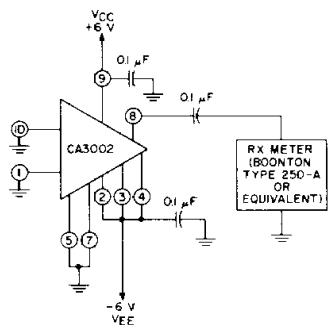 VCC
+6 V
0.1 µF
9
0.1 µF
8
10
CA3002
1
RX METER
(BOONTON
TYPE 250-A
OR
EQUIVALENT)
2
3
4
0.1 µF
5
7
-6 V
VEE